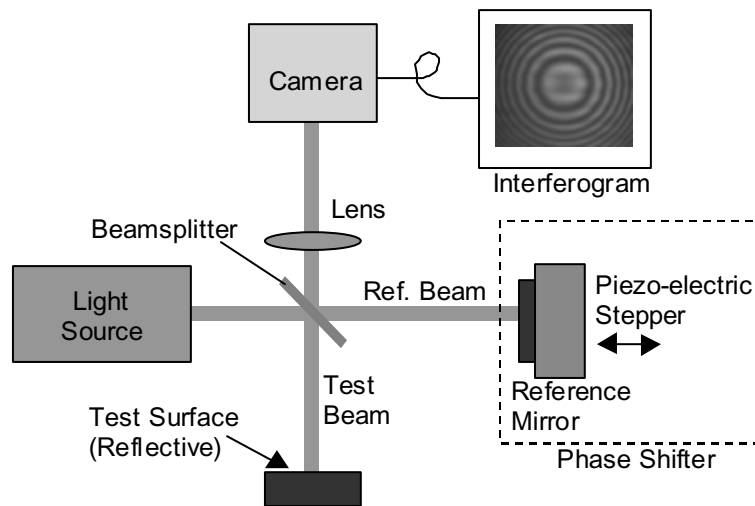 Camera
Interferogram
Lens
Beamsplitter
Light
Source
Ref. Beam
Piezo-electric
Stepper
Reference
Mirror
Test
Beam
Test Surface
(Reflective)
Phase Shifter